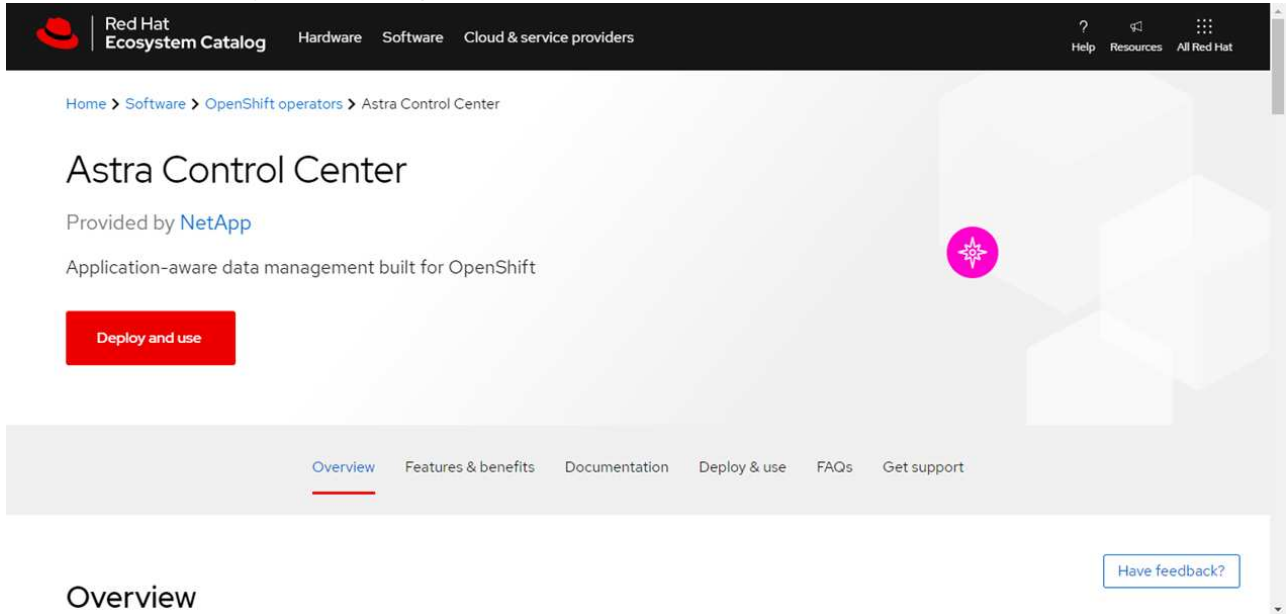 Red Hat
Ecosystem Catalog
Hardware Software Cloud & service providers
? Help Resources All Red Hat
Home > Software > OpenShift operators > Astra Control Center
Astra Control Center
Provided by NetApp
Application-aware data management built for OpenShift
Deploy and use
Overview Features & benefits Documentation Deploy & use FAQs Get support
Have feedback?
Overview